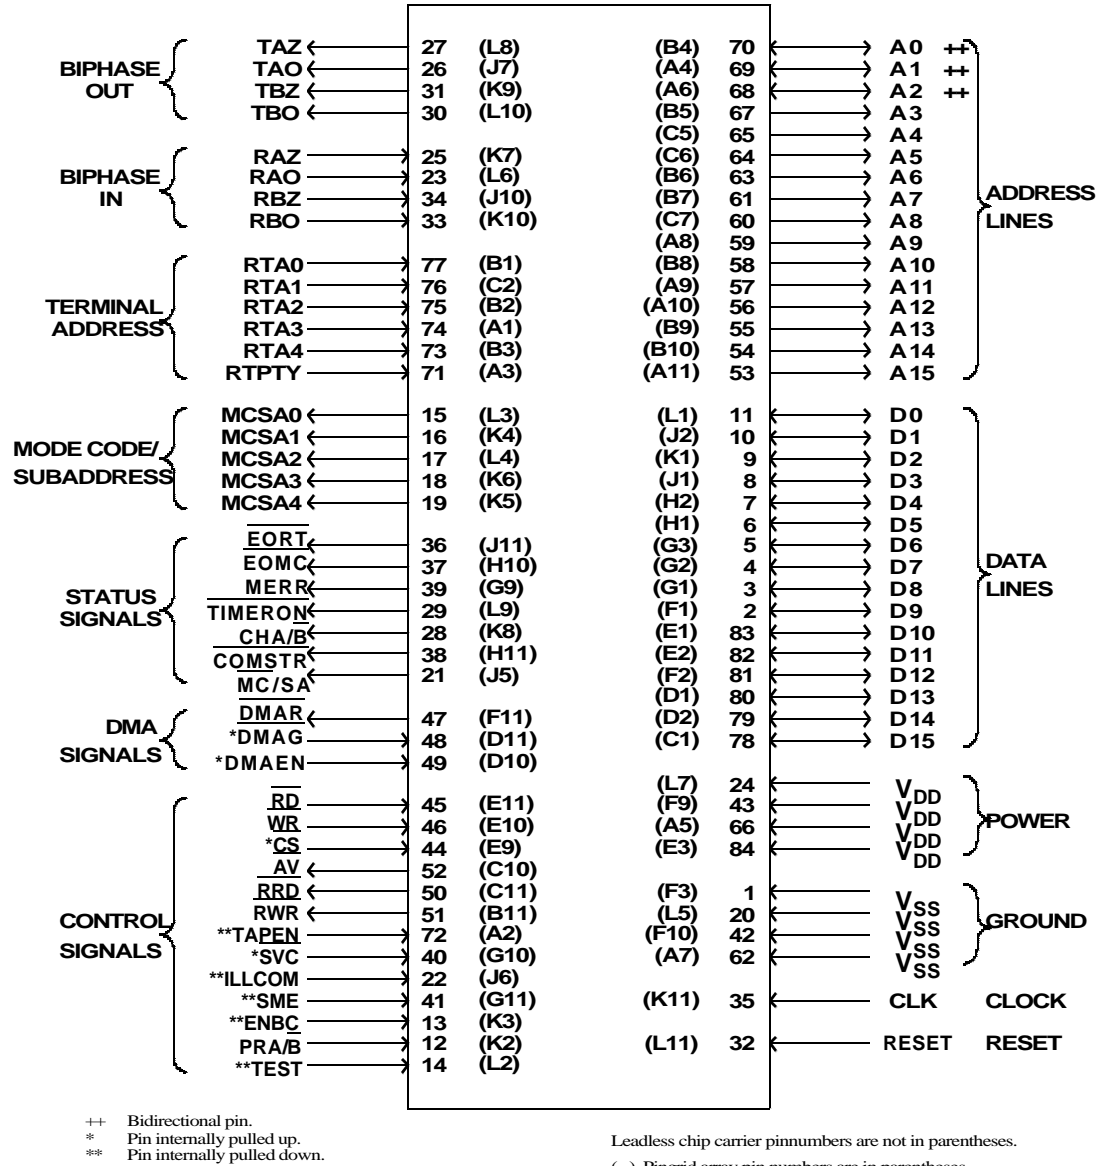 BIPHASE OUT
TAZ 27 (L8)
TAO 26 (J7)
TBZ 31 (K9)
TBO 30 (L10)
BIPHASE IN
RAZ 25 (K7)
RAO 23 (L6)
RBZ 34 (J10)
RBO 33 (K10)
TERMINAL ADDRESS
RTA0 77 (B1)
RTA1 76 (C2)
RTA2 75 (B2)
RTA3 74 (A1)
RTA4 73 (B3)
RTPTY 71 (A3)
MODE CODE/ SUBADDRESS
MCSA0 15 (L3)
MCSA1 16 (K4)
MCSA2 17 (L4)
MCSA3 18 (K6)
MCSA4 19 (K5)
STATUS SIGNALS
EORT 36 (J11)
EOMC 37 (H10)
MERR 39 (G9)
TIMERON 29 (L9)
CHA/B 28 (K8)
COMSTR 38 (H11)
MC/SA 21 (J5)
DMA SIGNALS
DMAR 47 (F11)
*DMAG 48 (D11)
*DMAEN 49 (D10)
CONTROL SIGNALS
RD 45 (E11)
WR 46 (E10)
*CS 44 (E9)
AV 52 (C10)
RRD 50 (C11)
RWR 51 (B11)
**TAPEN 72 (A2)
*SVC 40 (G10)
**ILLCOM 22 (J6)
**SME 41 (G11)
**ENBC 13 (K3)
PRA/B 12 (K2)
**TEST 14 (L2)
(B4) 70 A0 ++
(A4) 69 A1 ++
(A6) 68 A2 ++
(B5) 67 A3
(C5) 65 A4
(C6) 64 A5
(B6) 63 A6
(B7) 61 A7
(C7) 60 A8
(A8) 59 A9
(B8) 58 A10
(A9) 57 A11
(A10) 56 A12
(B9) 55 A13
(B10) 54 A14
(A11) 53 A15
ADDRESS LINES
(L1) 11 D0
(J2) 10 D1
(K1) 9 D2
(J1) 8 D3
(H2) 7 D4
(H1) 6 D5
(G3) 5 D6
(G2) 4 D7
(G1) 3 D8
(F1) 2 D9
(E1) 83 D10
(E2) 82 D11
(F2) 81 D12
(D1) 80 D13
(D2) 79 D14
(C1) 78 D15
DATA LINES
(L7) 24 VDD
(F9) 43 VDD
(A5) 66 VDD
(E3) 84 VDD
POWER
(F3) 1 VSS
(L5) 20 VSS
(F10) 42 VSS
(A7) 62 VSS
GROUND
(K11) 35 CLK CLOCK
(L11) 32 RESET RESET
++ Bidirectional pin.
* Pin internally pulled up.
** Pin internally pulled down.
Leadless chip carrier pinnumbers are not in parentheses.
( ) Pingrid array pin numbers are in parentheses.